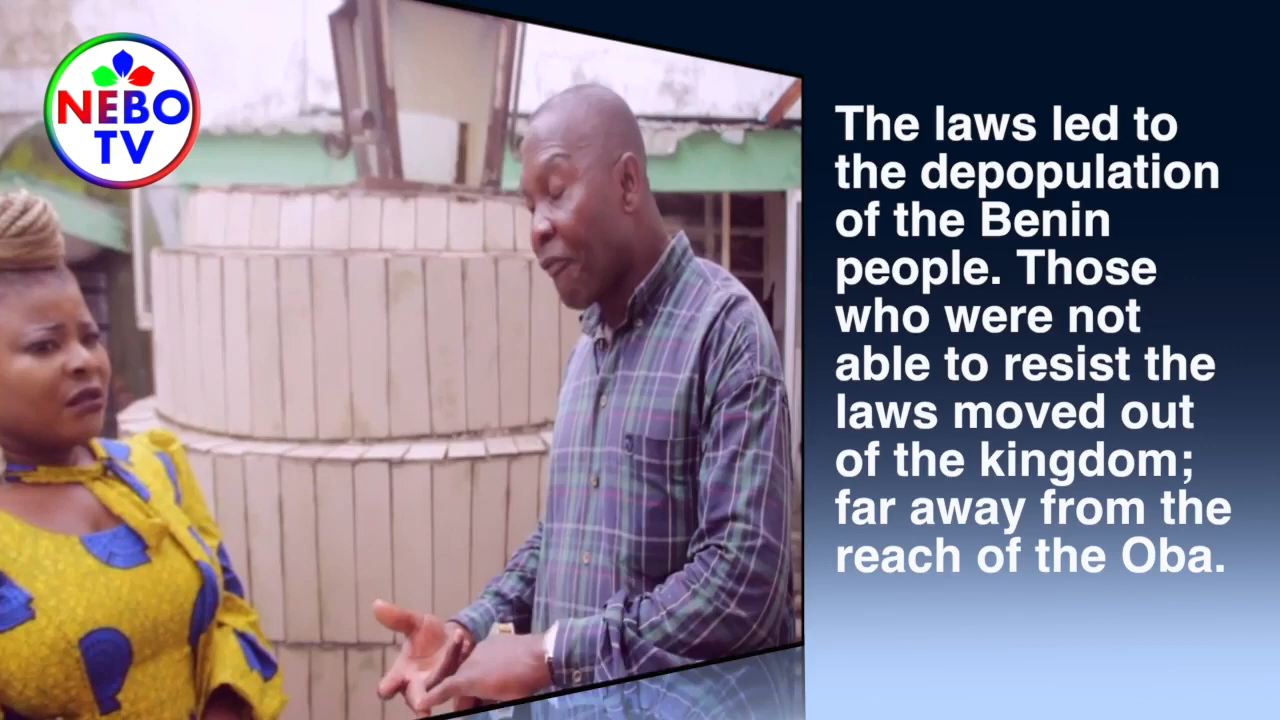 NEBO
TV
The laws led to
the depopulation
of the Benin
people. Those
who were not
able to resist the
laws moved out
of the kingdom;
far away from the
reach of the Oba.